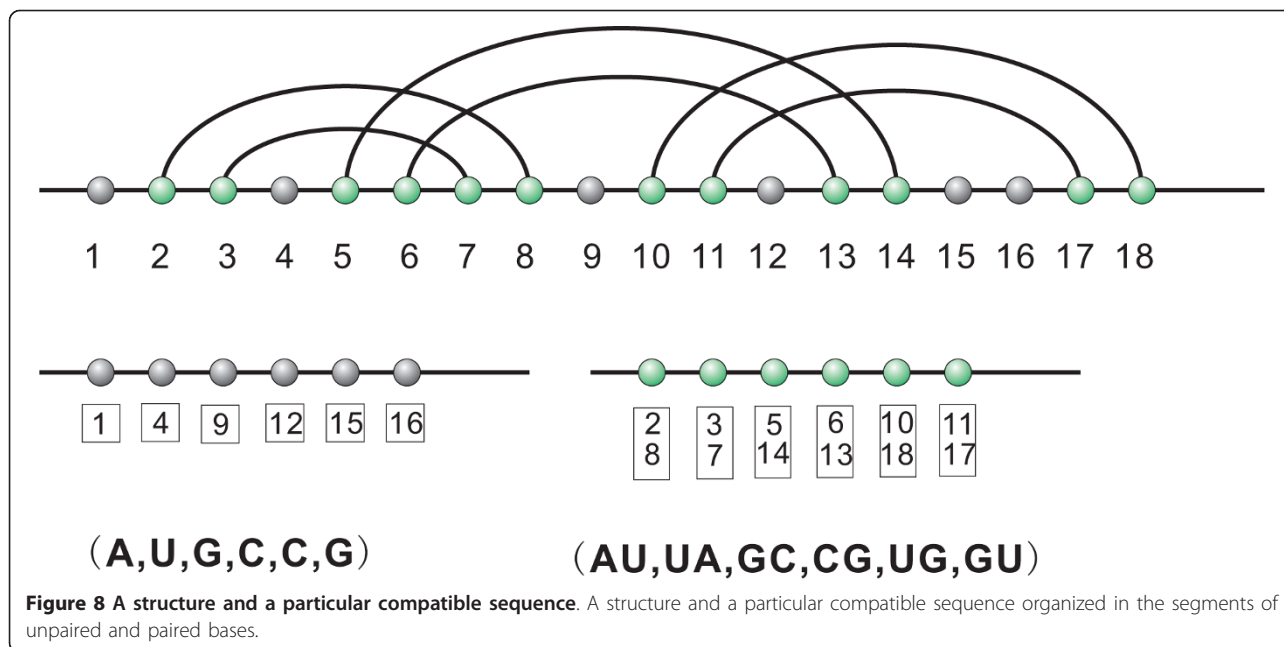 1 2 3 4 5 6 7 8 9 10 11 12 13 14 15 16 17 18
1 4 9 12 15 16
2 3 5 6 10 11
8 7 14 13 18 17
(A,U,G,C,C,G)
(AU,UA,GC,CG,UG,GU)
Figure 8 A structure and a particular compatible sequence. A structure and a particular compatible sequence organized in the segments of
unpaired and paired bases.